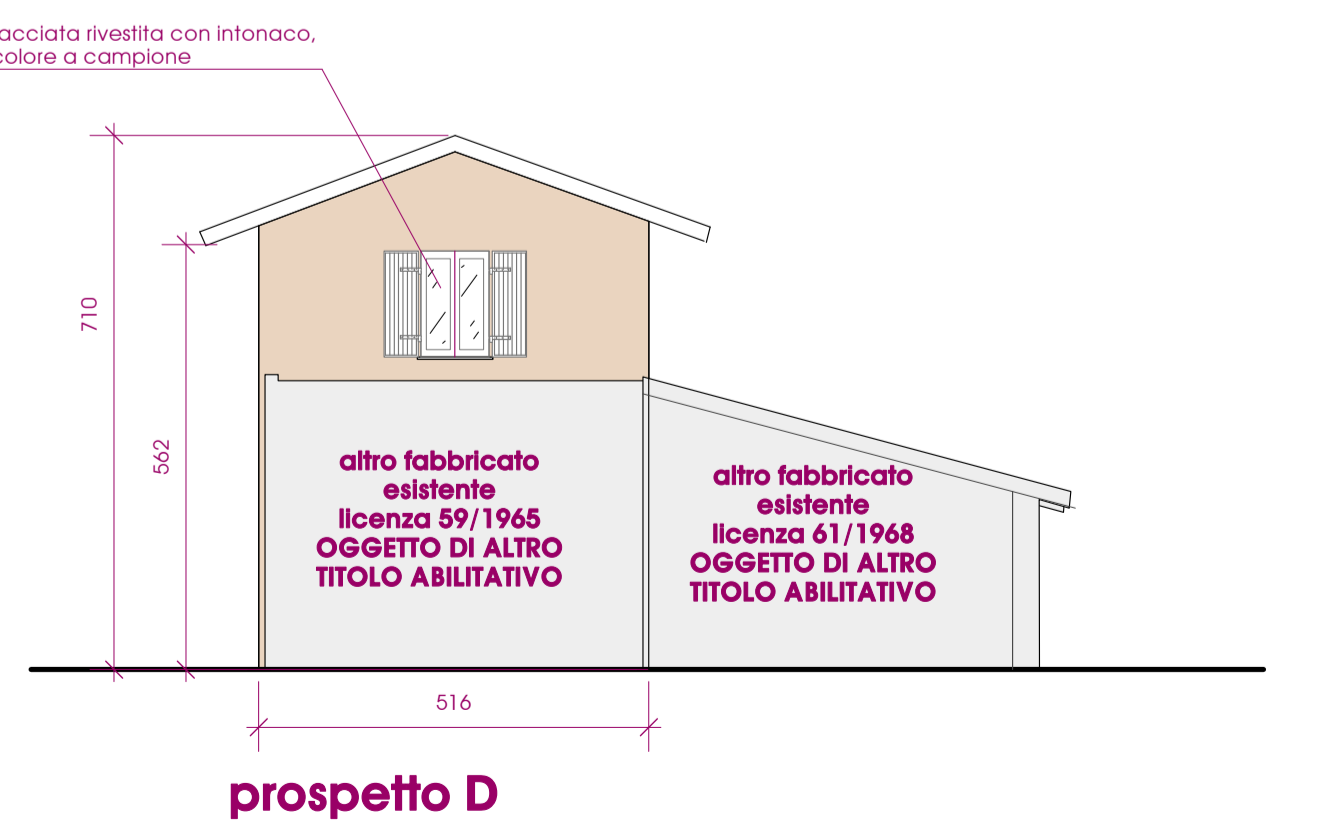 acciata rivestita con intonaco,
colore a campione
710
562
altro fabbricato
esistente
licenza 59/1965
OGGETTO DI ALTRO
TITOLO ABILITATIVO
altro fabbricato
esistente
licenza 61/1968
OGGETTO DI ALTRO
TITOLO ABILITATIVO
516
prospetto D